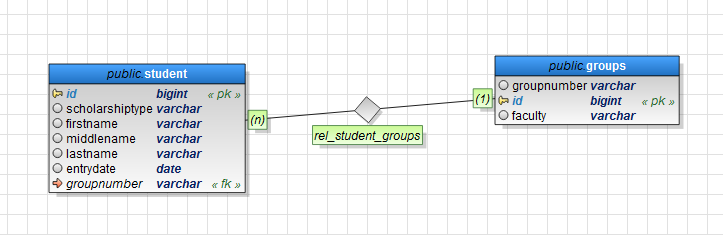 public.student
id bigint « pk »
scholarshiptype varchar
firstname varchar
middlename varchar
lastname varchar
entrydate date
groupnumber varchar « fk »
(n)
rel_student_groups
(1)
public.groups
groupnumber varchar
id bigint « pk »
faculty varchar